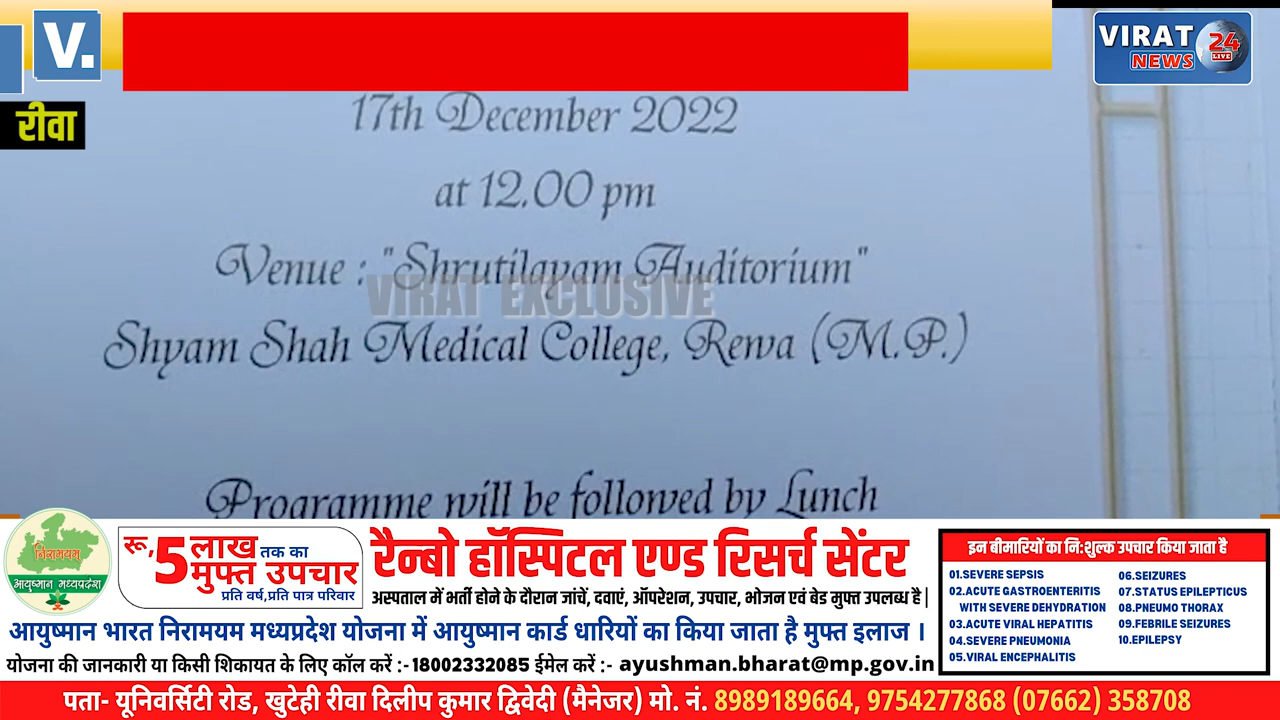 V.
VIRAT
NEWS
24
LIVE
रीवा
17th December 2022
at 12.00 pm
Venue : "Shrutilayam Auditorium"
VIRAT EXCLUSIVE
Shyam Shah Medical College, Rewa (M.P.)
Programme will be followed by Lunch
निरामयम्
आयुष्मान मध्यप्रदेश
रू,5 लाख तक का
मुफ्त उपचार
प्रति वर्ष,प्रति पात्र परिवार
रैन्बो हॉस्पिटल एण्ड रिसर्च सेंटर
अस्पताल में भर्ती होने के दौरान जांचें, दवाएं, ऑपरेशन, उपचार, भोजन एवं बेड मुफ्त उपलब्ध है|
आयुष्मान भारत निरामयम मध्यप्रदेश योजना में आयुष्मान कार्ड धारियों का किया जाता है मुफ्त इलाज ।
योजना की जानकारी या किसी शिकायत के लिए कॉल करें :- 18002332085 ईमेल करें :- ayushman.bharat@mp.gov.in
इन बीमारियों का नि:शुल्क उपचार किया जाता है
01.SEVERE SEPSIS
02.ACUTE GASTROENTERITIS
WITH SEVERE DEHYDRATION
03.ACUTE VIRAL HEPATITIS
04.SEVERE PNEUMONIA
05.VIRAL ENCEPHALITIS
06.SEIZURES
07.STATUS EPILEPTICUS
08.PNEUMO THORAX
09.FEBRILE SEIZURES
10.EPILEPSY
पता- यूनिवर्सिटी रोड, खुटेही रीवा दिलीप कुमार द्विवेदी (मैनेजर) मो. नं. 8989189664, 9754277868 (07662) 358708